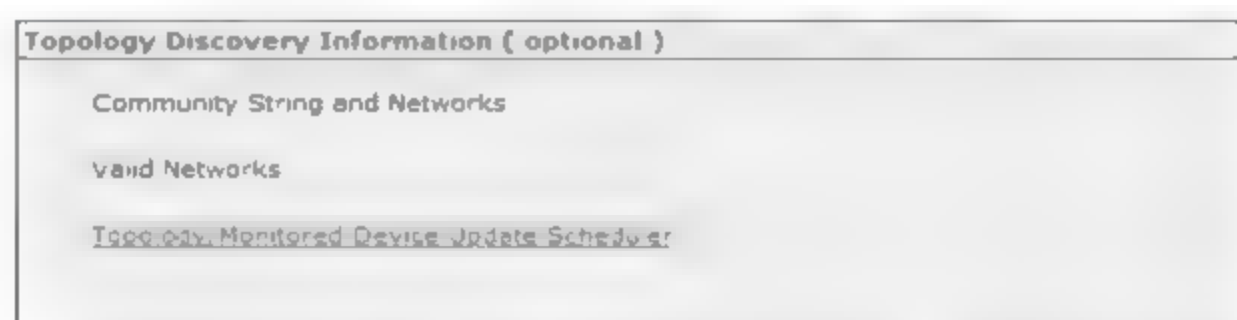 Topology Discovery Information ( optional )
Community String and Networks
Valid Networks
Topology/Monitored Device Update Scheduler